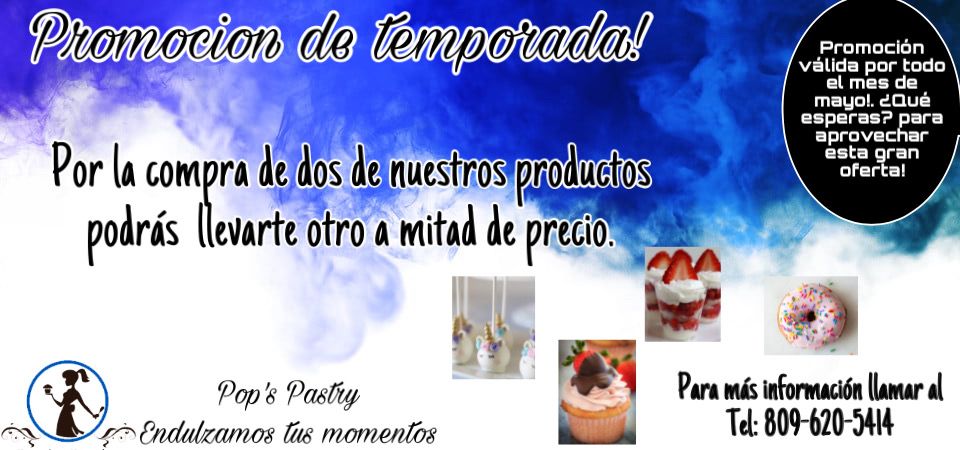 Promocion de temporada!
Promoción
válida por todo
el mes de
mayo!. ¿Qué
esperas? para
aprovechar
esta gran
oferta!
Por la compra de dos de nuestros productos
podrás llevarte otro a mitad de precio.
Pop's Pastry
Endulzamos tus momentos
Para más información llamar al
Tel: 809-620-5414